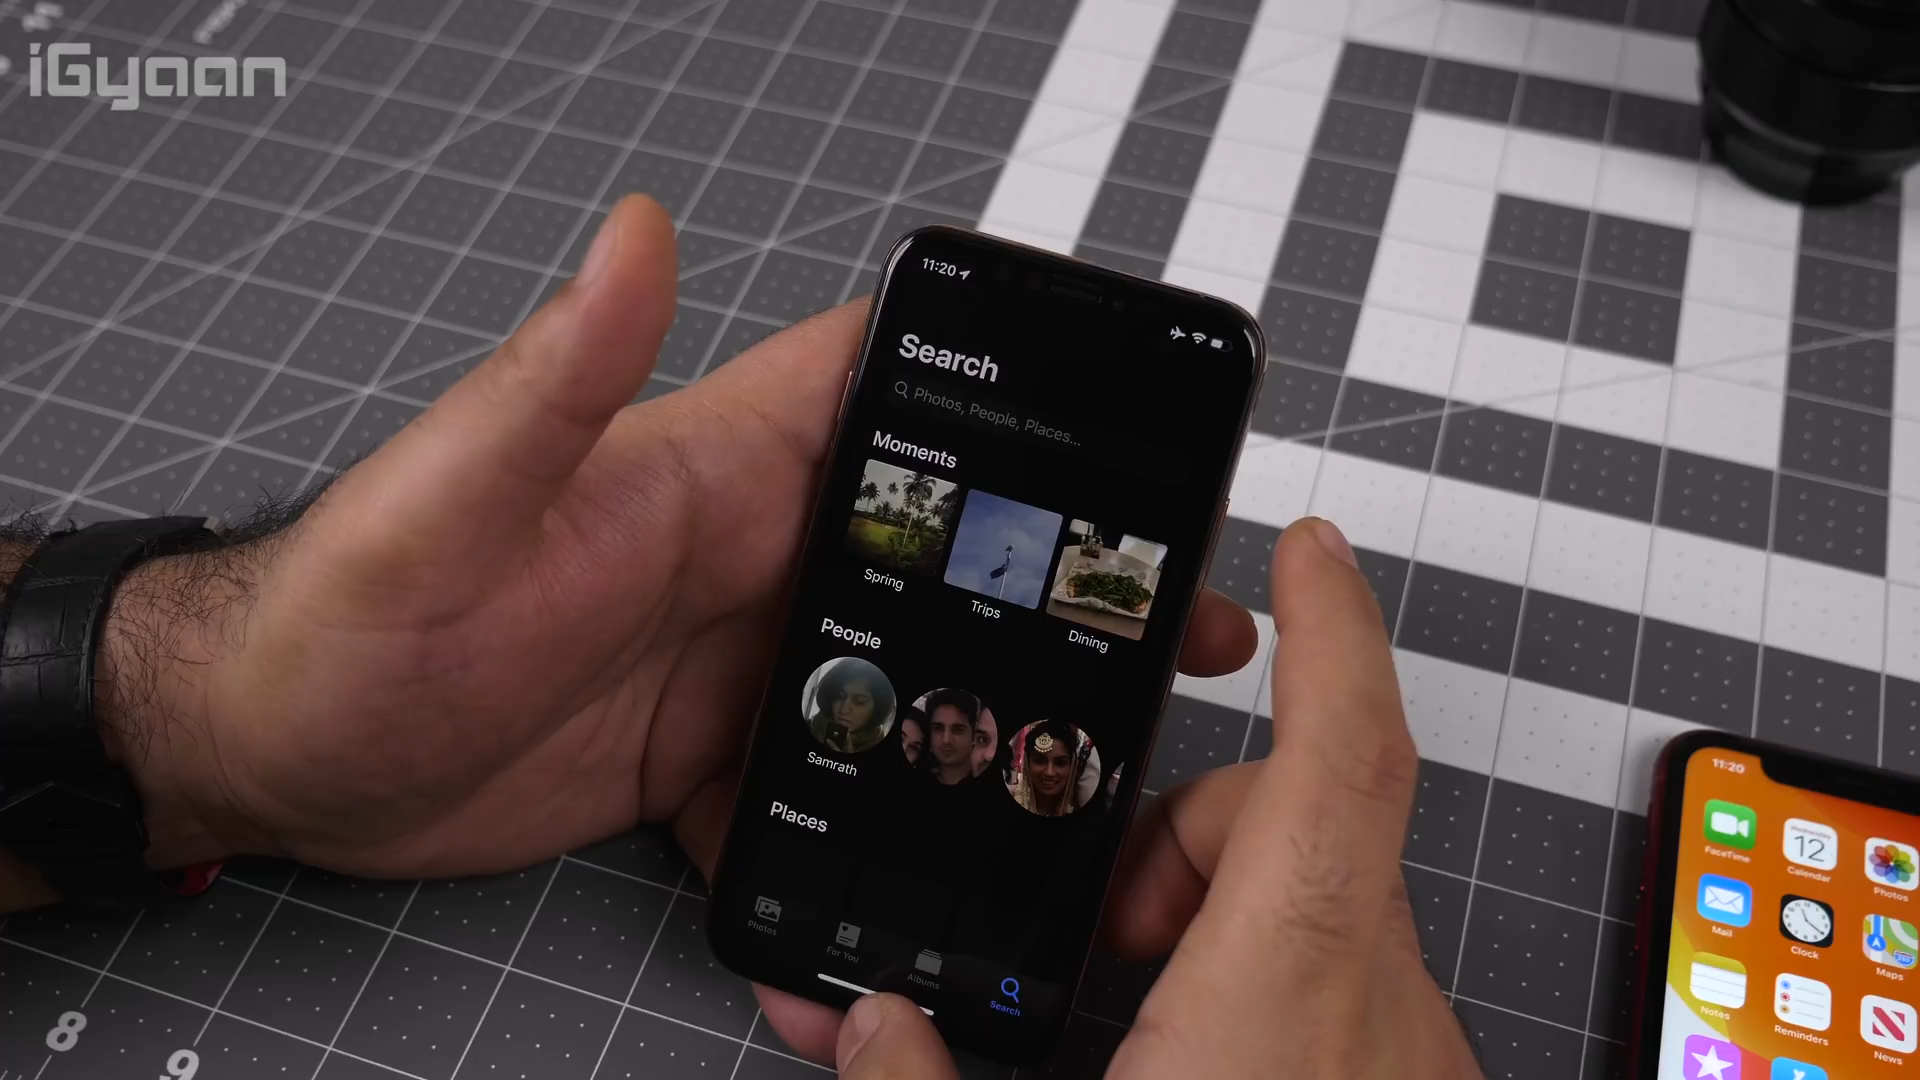 iGyaan
11:20
Search
Photos, People, Places...
Moments
Spring
Trips
Dining
People
Samrath
Places
Photos
For You
Albums
Search
11:20
FaceTime
Wednesday
12
Calendar
Photos
Mail
Clock
Maps
Notes
Reminders
News
8
9